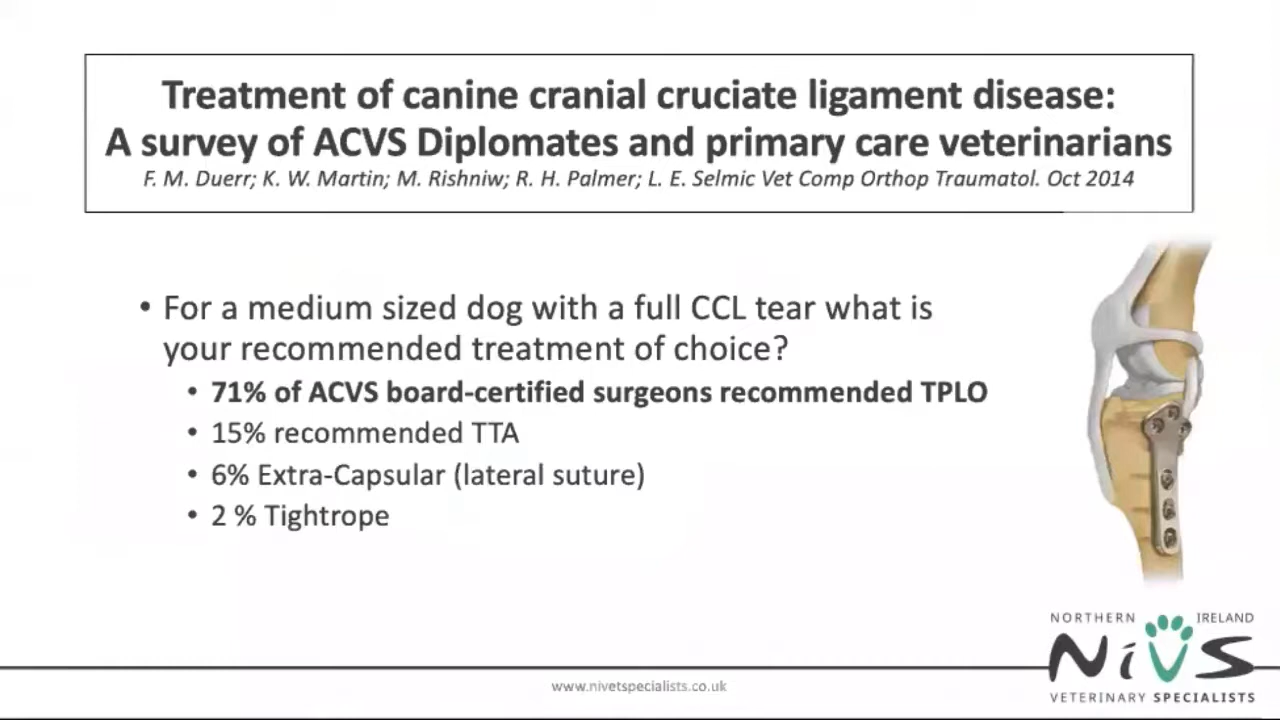 Treatment of canine cranial cruciate ligament disease:
A survey of ACVS Diplomates and primary care veterinarians
F. M. Duerr; K. W. Martin; M. Rishniw; R. H. Palmer; L. E. Selmic Vet Comp Orthop Traumatol. Oct 2014
• For a medium sized dog with a full CCL tear what is
your recommended treatment of choice?
• 71% of ACVS board-certified surgeons recommended TPLO
• 15% recommended TTA
• 6% Extra-Capsular (lateral suture)
• 2 % Tightrope
NORTHERN IRELAND
NiVS
VETERINARY SPECIALISTS
www.nivetspecialists.co.uk